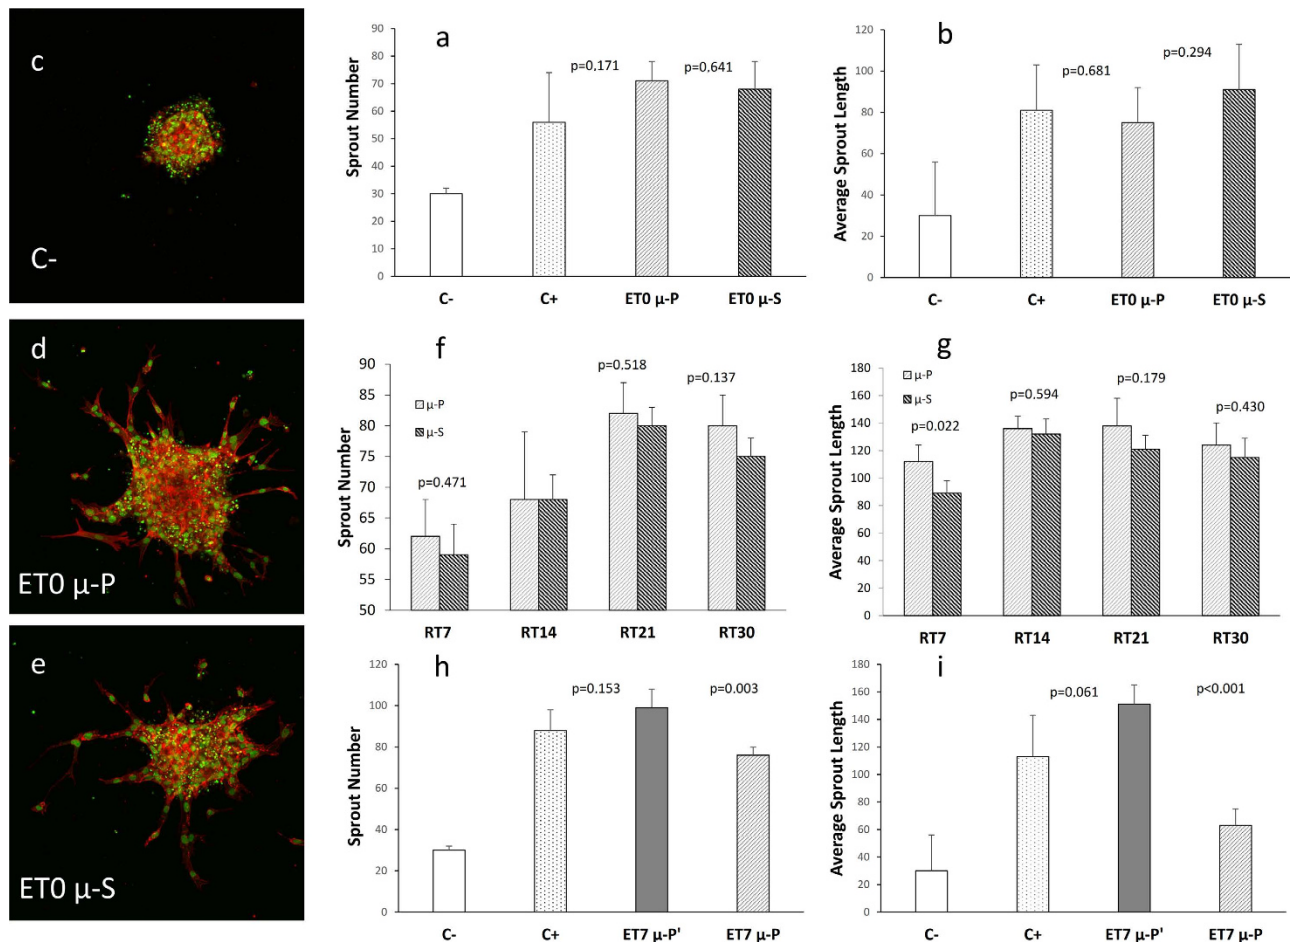 c
C-
a
Sprout Number
90
80
70
60
50
40
30
20
10
0
p=0,171
p=0.641
C-
C+
ET0 μ-P
ET0 μ-S
b
Average Sprout Length
120
100
80
60
40
20
0
p=0.681
p=0.294
C-
C+
ET0 μ-P
ET0 μ-S
d
ET0 μ-P
f
Sprout Number
90
85
80
75
70
65
60
55
50
μ-P
μ-S
p=0.471
p=0.518
p=0.137
RT7
RT14
RT21
RT30
g
Average Sprout Length
180
160
140
120
100
80
60
40
20
0
μ-P
μ-S
p=0.022
p=0.594
p=0.179
p=0.430
RT7
RT14
RT21
RT30
e
ET0 μ-S
h
Sprout Number
120
100
80
60
40
20
0
p=0.153
p=0.003
C-
C+
ET7 μ-P'
ET7 μ-P
i
Average Sprout Length
180
160
140
120
100
80
60
40
20
0
p=0.061
p<0.001
C-
C+
ET7 μ-P'
ET7 μ-P